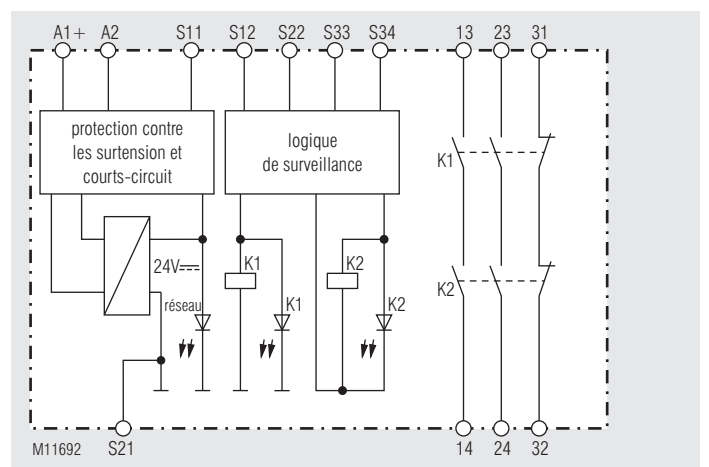 A1+ A2 S11 S12 S22 S33 S34 13 23 31
protection contre
les surtension et
courts-circuit
logique
de surveillance
K1
24V
K1
K2
K2
réseau
K1
K2
M11692 S21 14 24 32